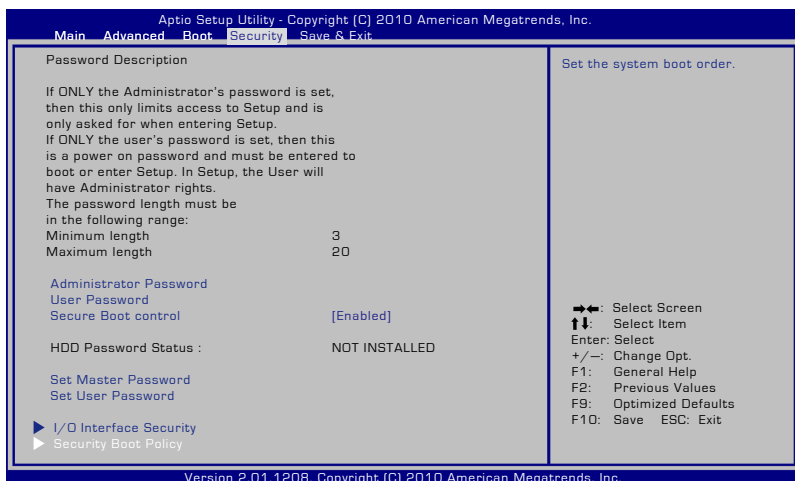 Aptio Setup Utility - Copyright (C) 2010 American Megatrends, Inc.
Main Advanced Boot Security Save & Exit
Password Description
If ONLY the Administrator's password is set,
then this only limits access to Setup and is
only asked for when entering Setup.
If ONLY the user's password is set, then this
is a power on password and must be entered to
boot or enter Setup. In Setup, the User will
have Administrator rights.
The password length must be
in the following range:
Minimum length 3
Maximum length 20
Administrator Password
User Password
Secure Boot control [Enabled]
HDD Password Status : NOT INSTALLED
Set Master Password
Set User Password
I/O Interface Security
Security Boot Policy
Set the system boot order.
→←: Select Screen
↑↓: Select Item
Enter: Select
+/—: Change Opt.
F1: General Help
F2: Previous Values
F9: Optimized Defaults
F10: Save ESC: Exit
Version 2.01.1208. Copyright (C) 2010 American Megatrends, Inc.